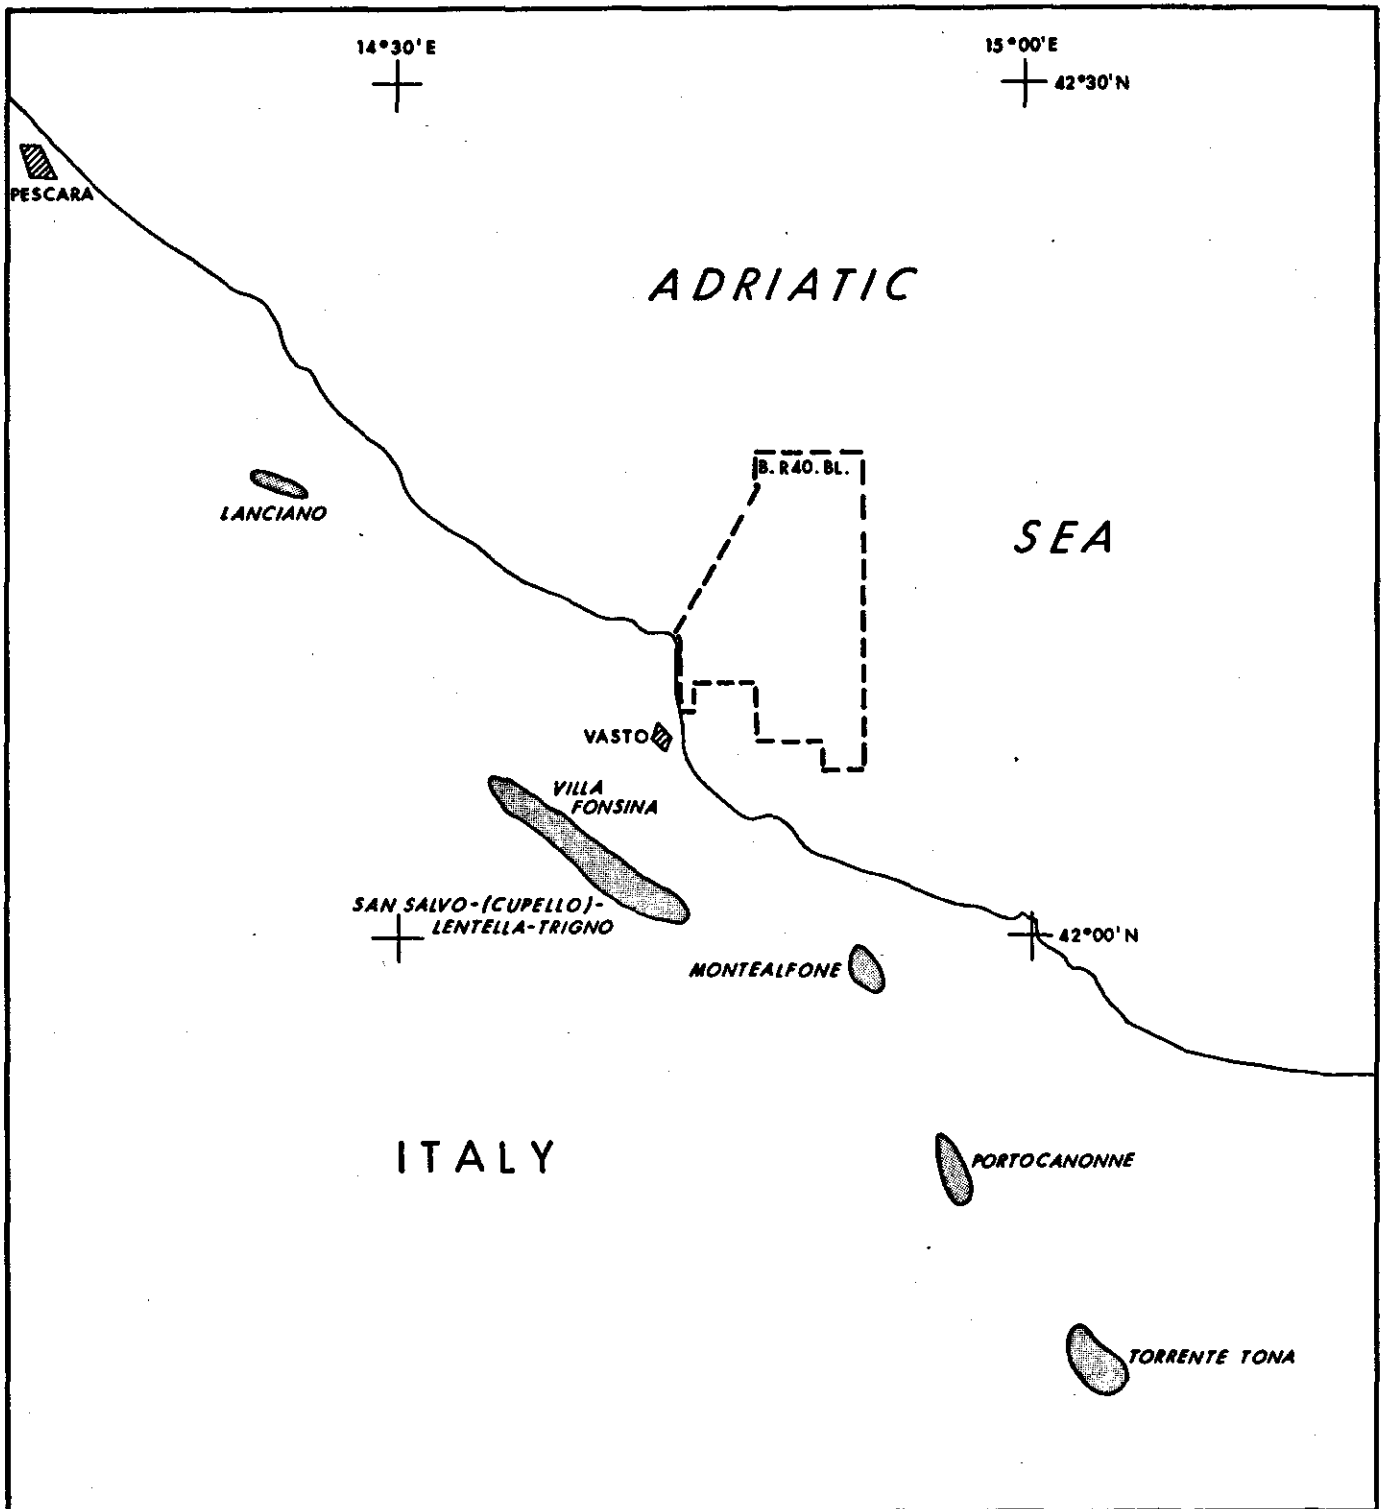 14°30'E
15°00'E
42°30'N
PESCARA
ADRIATIC
B. R40. BL.
LANCIANO
SEA
VASTO
VILLA
FONSINA
SAN SALVO-(CUPELLO)-
LENTELLA-TRIGNO
42°00'N
MONTEALFONE
ITALY
PORTOCANONNE
TORRENTE TONA